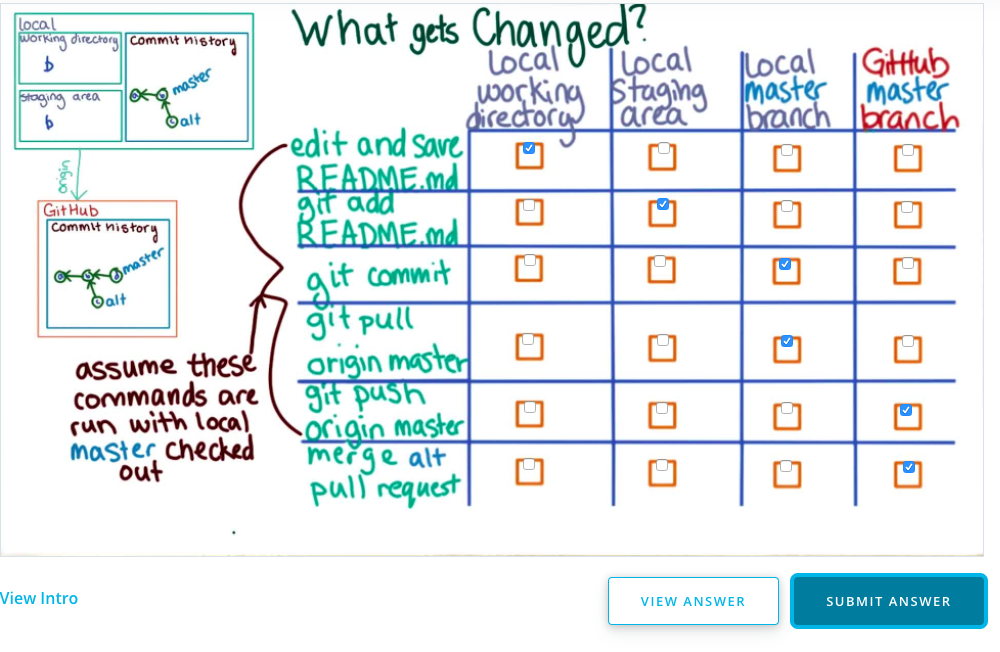 What gets Changed?
local
working directory
b
staging area
b
Commit history
master
alt
origin
GitHub
Commit history
master
alt
assume these
commands are
run with local
master checked
out
Local
working
directory
Local
Staging
area
Local
master
branch
GitHub
master
branch
edit and save
README.md
git add
README.md
git commit
git pull
origin master
git push
origin master
merge alt
pull request
View Intro
VIEW ANSWER
SUBMIT ANSWER